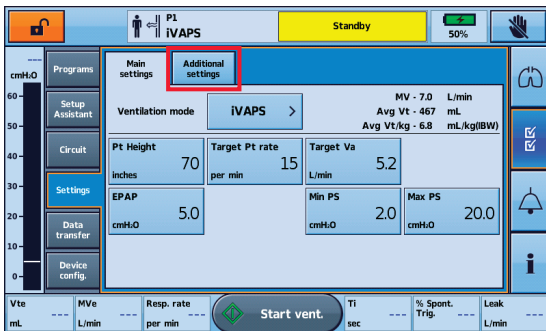 P1
iVAPS
Standby
50%
---
cmH₂O
60
50
40
30
20
10
0
Programs
Setup
Assistant
Circuit
Settings
Data
transfer
Device
config.
Main
settings
Additional
settings
Ventilation mode
iVAPS >
MV - 7.0 L/min
Avg Vt - 467 mL
Avg Vt/kg - 6.8 mL/kg(IBW)
Pt Height
70
inches
Target Pt rate
15
per min
Target Va
5.2
L/min
EPAP
5.0
cmH₂O
Min PS
2.0
cmH₂O
Max PS
20.0
cmH₂O
i
Vte
---
mL
MVe
---
L/min
Resp. rate
---
per min
Start vent.
Ti
---
sec
% Spont.
Trig.
---
Leak
---
L/min